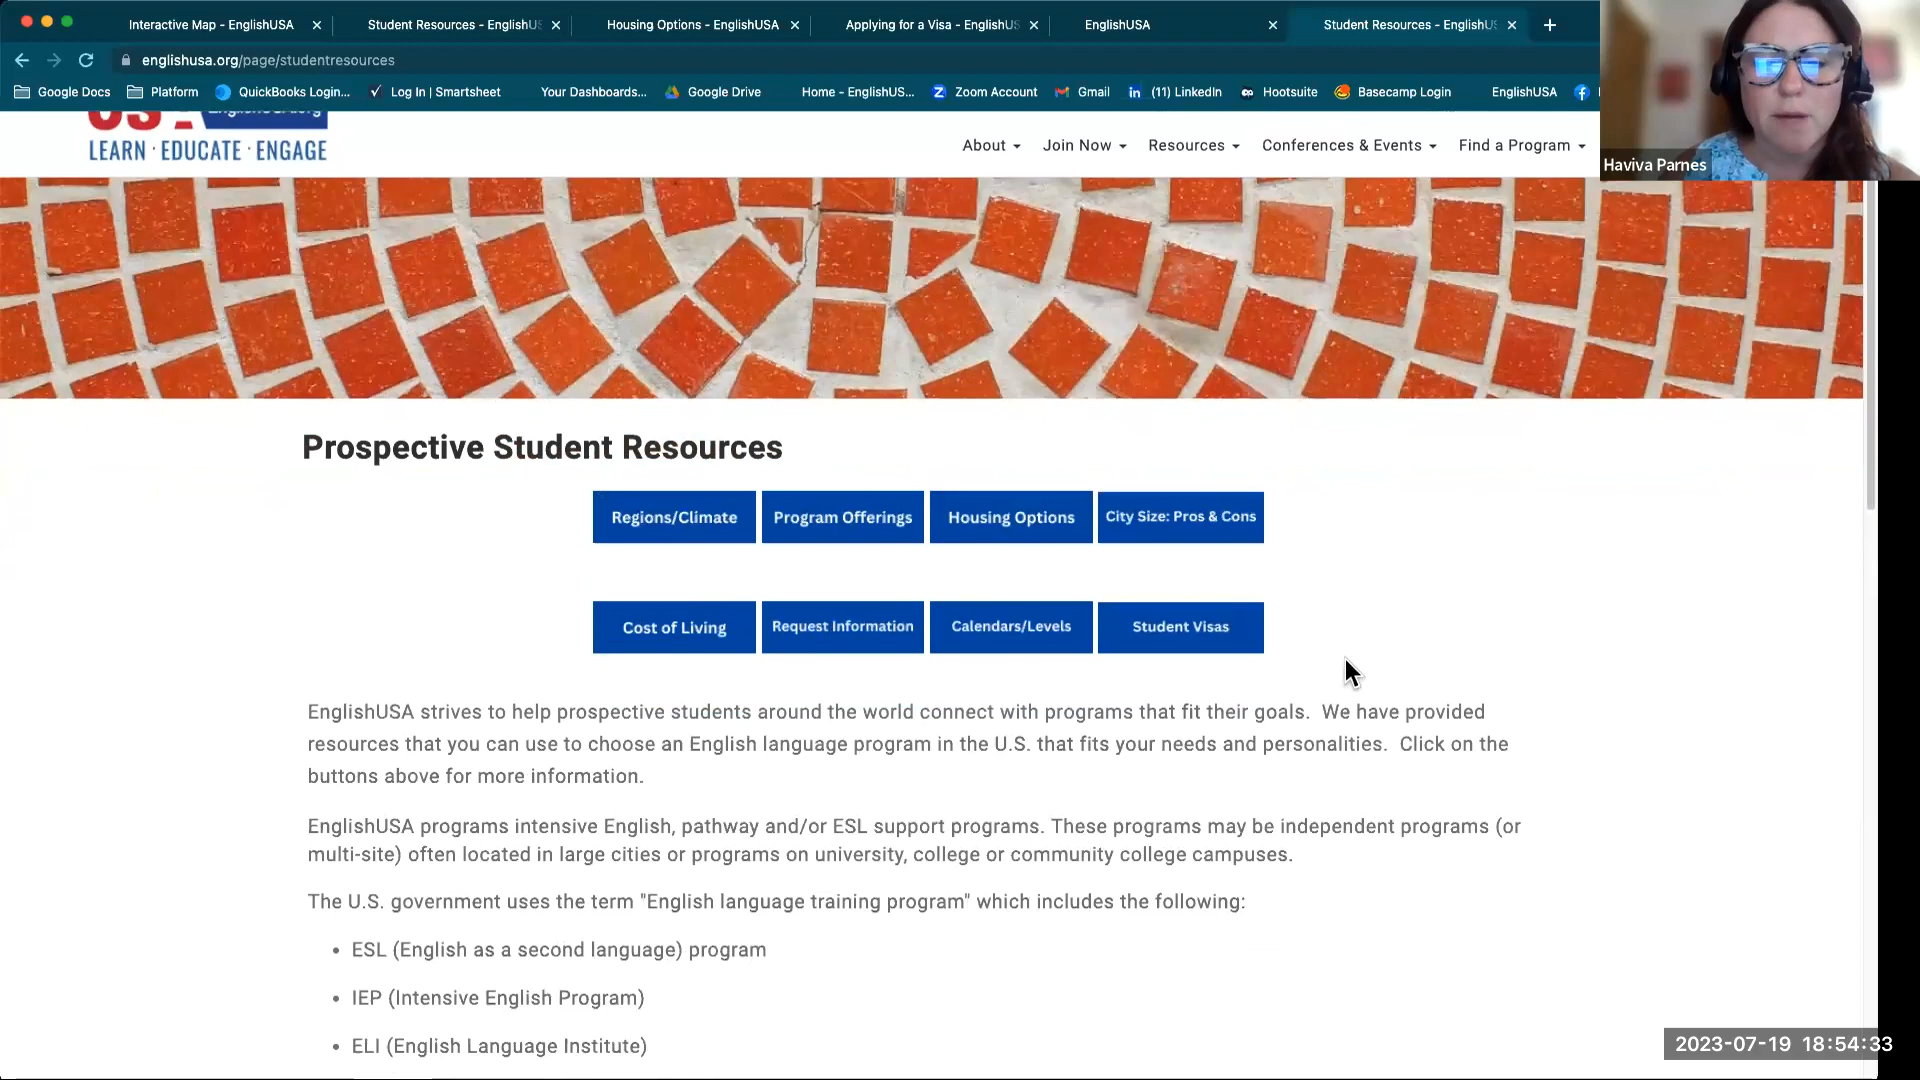 Interactive Map - EnglishUSA
Student Resources - EnglishUS
Housing Options - EnglishUSA
Applying for a Visa - EnglishUS
EnglishUSA
Student Resources - EnglishUS
englishusa.org/page/studentresources
Google Docs
Platform
QuickBooks Login...
Log In | Smartsheet
Your Dashboards...
Google Drive
Home - EnglishUS...
Zoom Account
Gmail
(11) LinkedIn
Hootsuite
Basecamp Login
EnglishUSA
LEARN · EDUCATE · ENGAGE
About
Join Now
Resources
Conferences & Events
Find a Program
Haviva Parnes
Prospective Student Resources
Regions/Climate
Program Offerings
Housing Options
City Size: Pros & Cons
Cost of Living
Request Information
Calendars/Levels
Student Visas
EnglishUSA strives to help prospective students around the world connect with programs that fit their goals. We have provided
resources that you can use to choose an English language program in the U.S. that fits your needs and personalities. Click on the
buttons above for more information.
EnglishUSA programs intensive English, pathway and/or ESL support programs. These programs may be independent programs (or
multi-site) often located in large cities or programs on university, college or community college campuses.
The U.S. government uses the term "English language training program" which includes the following:
• ESL (English as a second language) program
• IEP (Intensive English Program)
• ELI (English Language Institute)
2023-07-19 18:54:33